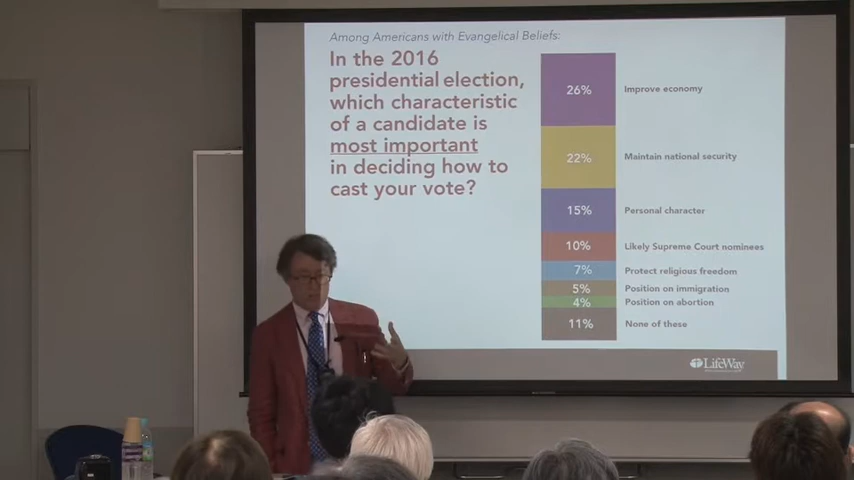 Among Americans with Evangelical Beliefs:
In the 2016
presidential election,
which characteristic
of a candidate is
most important
in deciding how to
cast your vote?
26% Improve economy
22% Maintain national security
15% Personal character
10% Likely Supreme Court nominees
7% Protect religious freedom
5% Position on immigration
4% Position on abortion
11% None of these
LifeWay